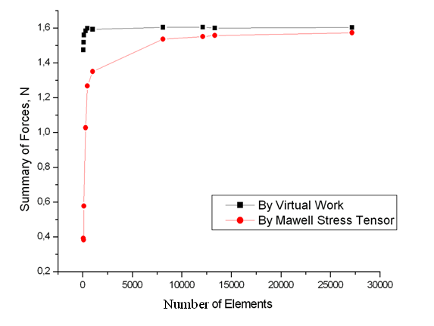 1,6
1,4
1,2
1,0
0,8
0,6
0,4
0,2
Summary of Forces, N
By Virtual Work
By Mawell Stress Tensor
0 5000 10000 15000 20000 25000 30000
Number of Elements